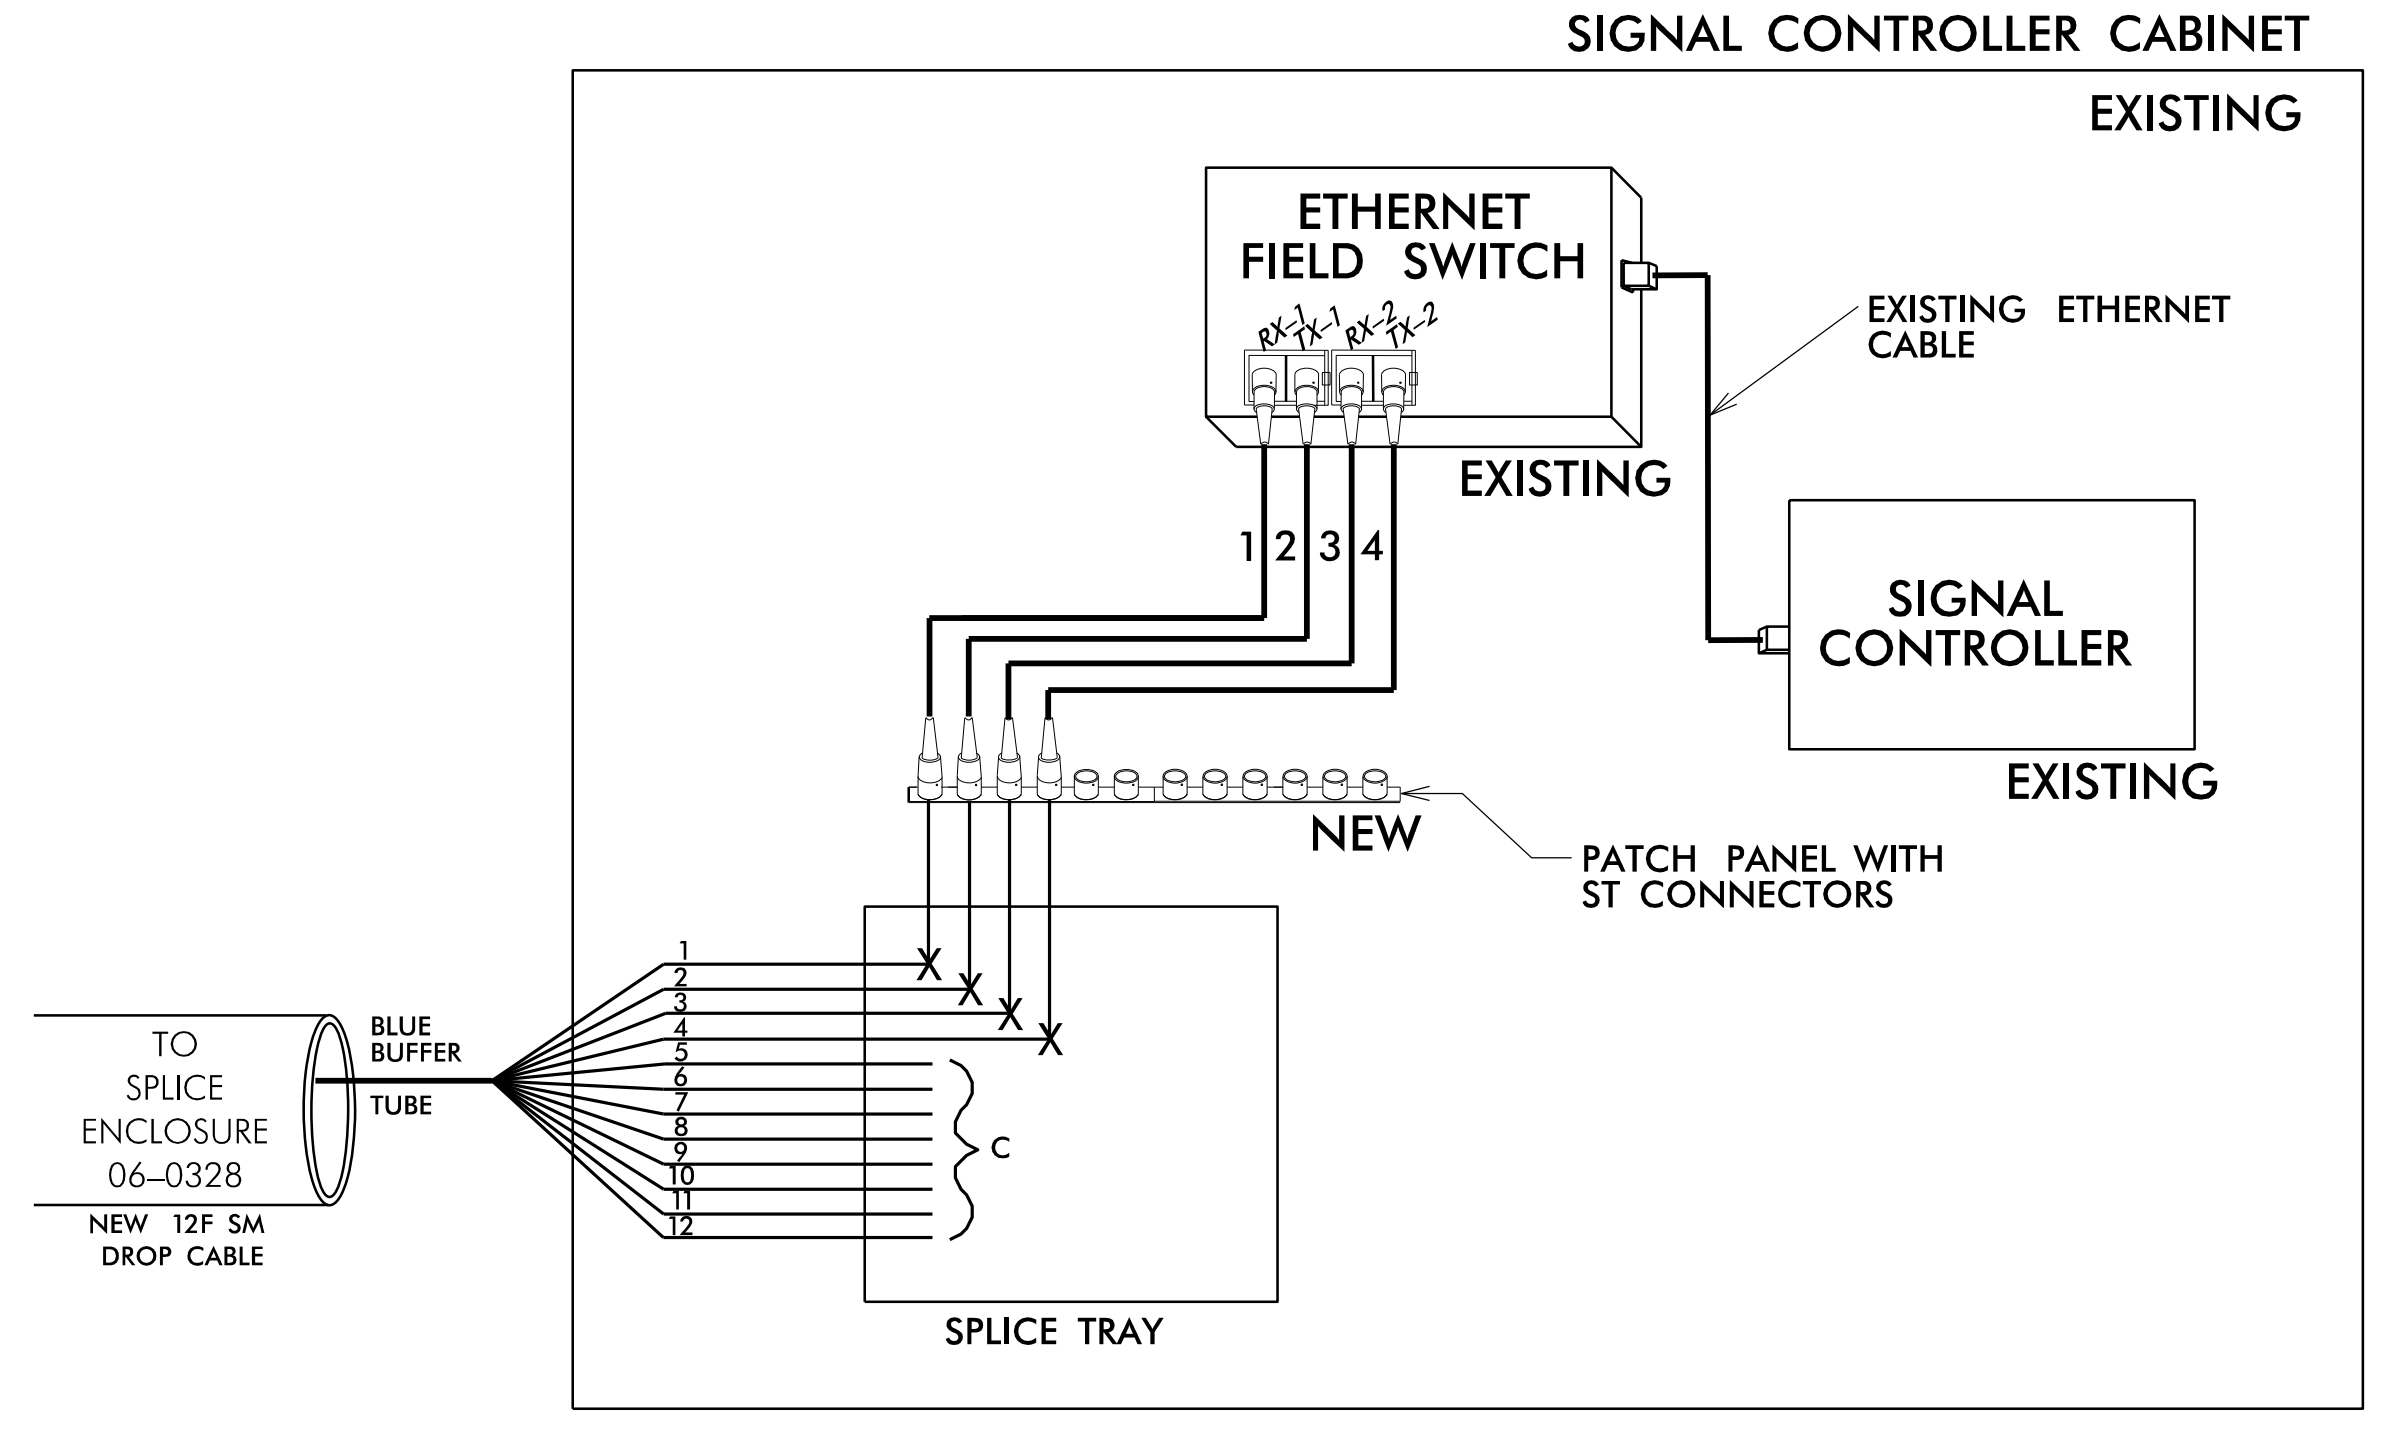 SIGNAL CONTROLLER CABINET
EXISTING
ETHERNET
FIELD SWITCH
RX-1
TX-1
RX-2
TX-2
EXISTING ETHERNET
CABLE
EXISTING
1 2 3 4
SIGNAL
CONTROLLER
EXISTING
NEW
PATCH PANEL WITH
ST CONNECTORS
1
2
3
4
5
6
7
8
9
10
11
12
X
X
X
X
C
BLUE
BUFFER
TUBE
TO
SPLICE
ENCLOSURE
06-0328
NEW 12F SM
DROP CABLE
SPLICE TRAY